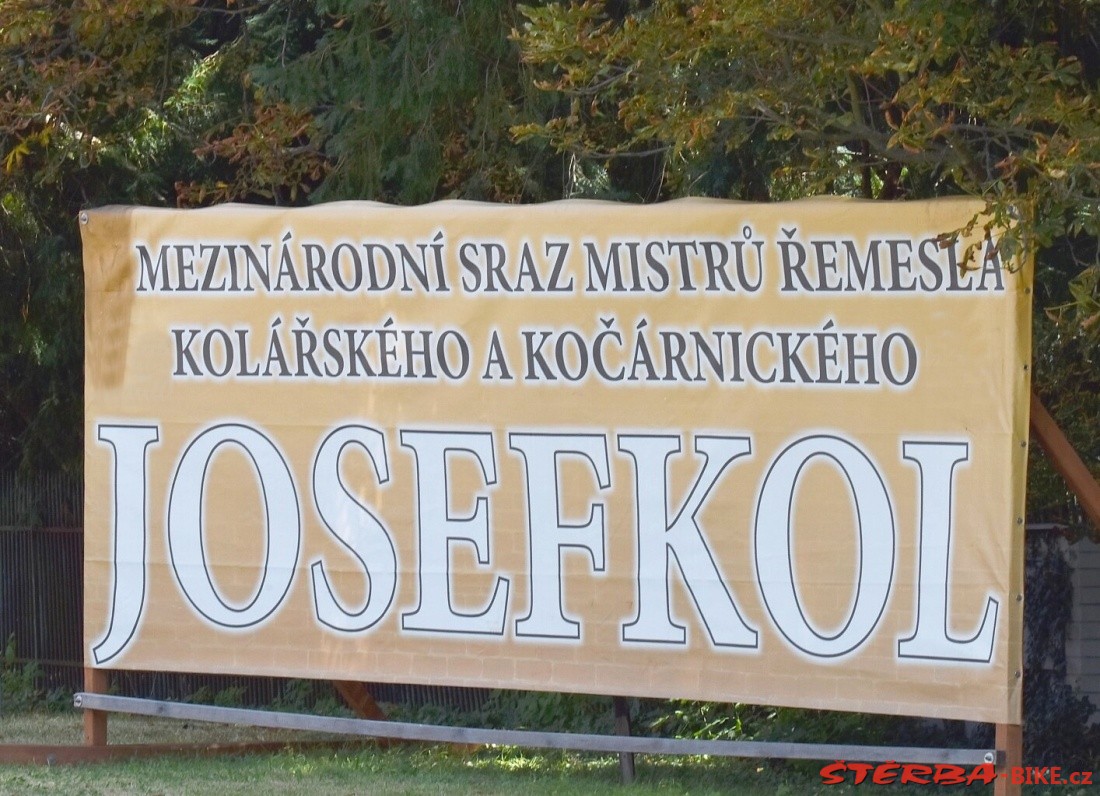 MEZINÁRODNÍ SRAZ MISTRŮ ŘEMESLA
KOLÁŘSKÉHO A KOČÁRNICKÉHO
JOSEFKOL
ŠTERBA-BIKE.cz